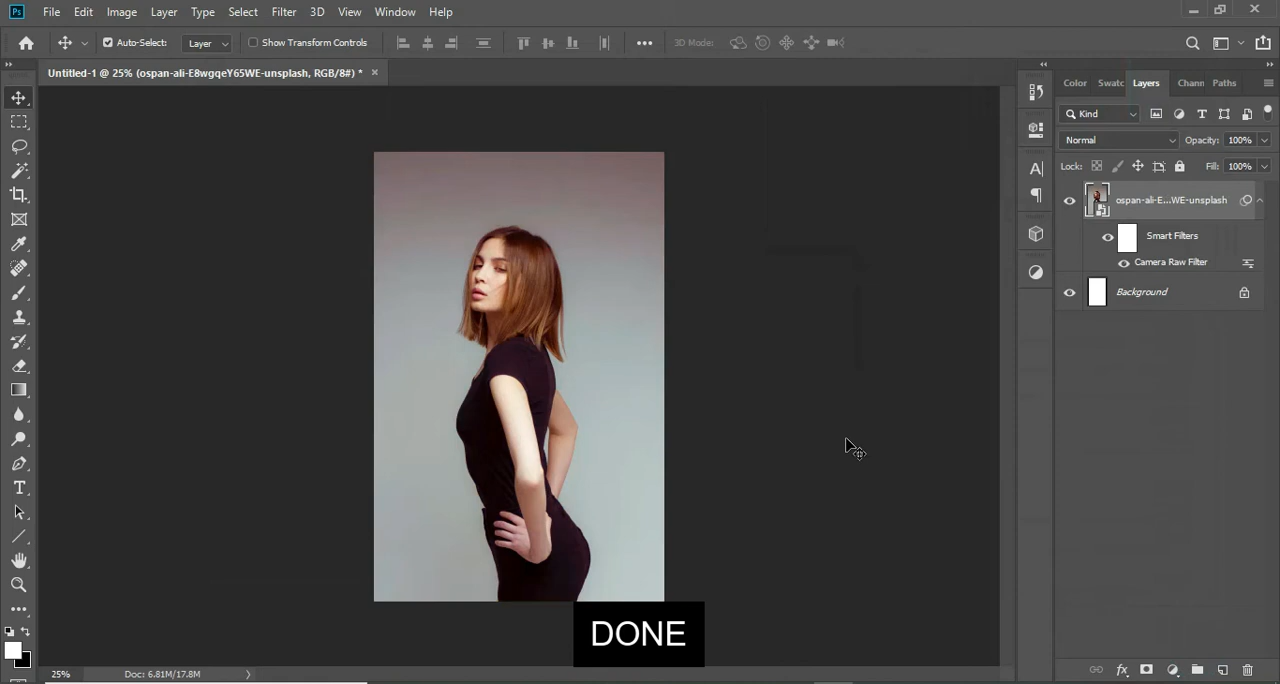 Ps File Edit Image Layer Type Select Filter 3D View Window Help
Auto-Select: Layer Show Transform Controls 3D Mode:
Untitled-1 @ 25% (ospan-ali-E8wgqeY65WE-unsplash, RGB/8#) *
Color Swatc Layers Chann Paths
Kind
Normal Opacity: 100%
Lock: Fill: 100%
ospan-ali-E...WE-unsplash
Smart Filters
Camera Raw Filter
Background
DONE
25% Doc: 6.81M/17.8M